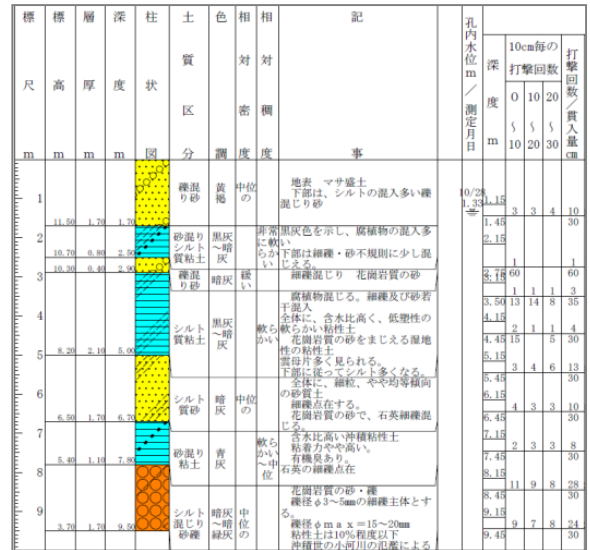 標 標 層 深 柱 土 色 相 相 記 孔内水位m/測定月日 深 10cm毎の 打撃回数/貫入量
質 対 対 打撃回数
尺 高 厚 度 状 度 0 10 20
区 密 稠 ∫ ∫ ∫
m m m m 図 分 調 度 度 事 m 10 20 30 cm
1
11.50 1.70 1.70
礫混り砂
黄褐
中位の
地表 マサ盛土
下部は、シルトの混入多い礫
混じり砂
10/28
1.33
1.15 3 3 4 10
1.45 30
2
10.70 0.80 2.50
砂混りシルト質粘土
黒灰~暗灰
非常に軟らかい
黒灰色を示し、腐植物の混入多
い
下部は細礫・砂不規則に少し混
じえる。
2.15 1 1
2.75 60 60
10.30 0.40 2.90
礫混り砂
暗灰
緩い
細礫混じり 花崗岩質の砂
3
3.15 1 1 1 3
3.50 13 14 8 35
4
8.20 2.10 5.00
シルト質粘土
黒灰~暗灰
軟らかい
腐植物混じる。細礫及び砂若
干混入
全体に、含水比高く、低塑性の
軟らかい粘性土
花崗岩質の砂をまじえる湿地
性の粘性土
雲母片多く見られる。
下部に従ってシルト多くなる。
4.15 2 1 1 4
4.45 15 5 30
5
5.15 3 4 6 13
5.45 30
6
6.50 1.70 6.70
シルト質砂
暗灰
中位の
全体に、細粒、やや均等傾向
の砂質土
細礫点在する。
花崗岩質の砂で、石英細礫混
じる。
6.15 4 3 3 10
6.45 30
7
5.40 1.10 7.80
砂混り粘土
青灰
軟らかい~中位
含水比高い沖積粘性土
粘着力やや高い。
有機臭あり。
石英の細礫点在
7.15 2 3 3 8
7.45 30
8
8.15 11 9 8 28
8.45 30
9
3.70 1.70 9.50
シルト混じり砂礫
暗灰~暗緑灰
中位の
花崗岩質の砂・礫
礫径φ3~5mmの細礫主体とす
る。
礫径φmax=15~20mm
粘性土は10%程度以下
沖積世の小河川の氾濫による
9.15 9 7 8 24
9.45 30